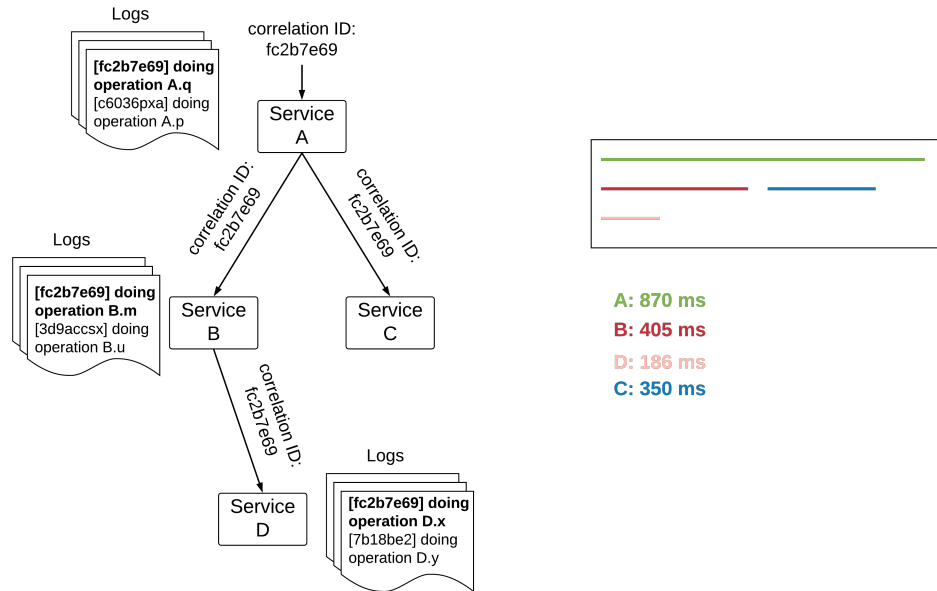 Logs
[fc2b7e69] doing
operation A.q
[c6036pxa] doing
operation A.p
correlation ID:
fc2b7e69
Service
A
correlation ID:
fc2b7e69
correlation ID:
fc2b7e69
Logs
[fc2b7e69] doing
operation B.m
[3d9accsx] doing
operation B.u
Service
B
Service
C
correlation ID:
fc2b7e69
Service
D
Logs
[fc2b7e69] doing
operation D.x
[7b18be2] doing
operation D.y
A: 870 ms
B: 405 ms
D: 186 ms
C: 350 ms